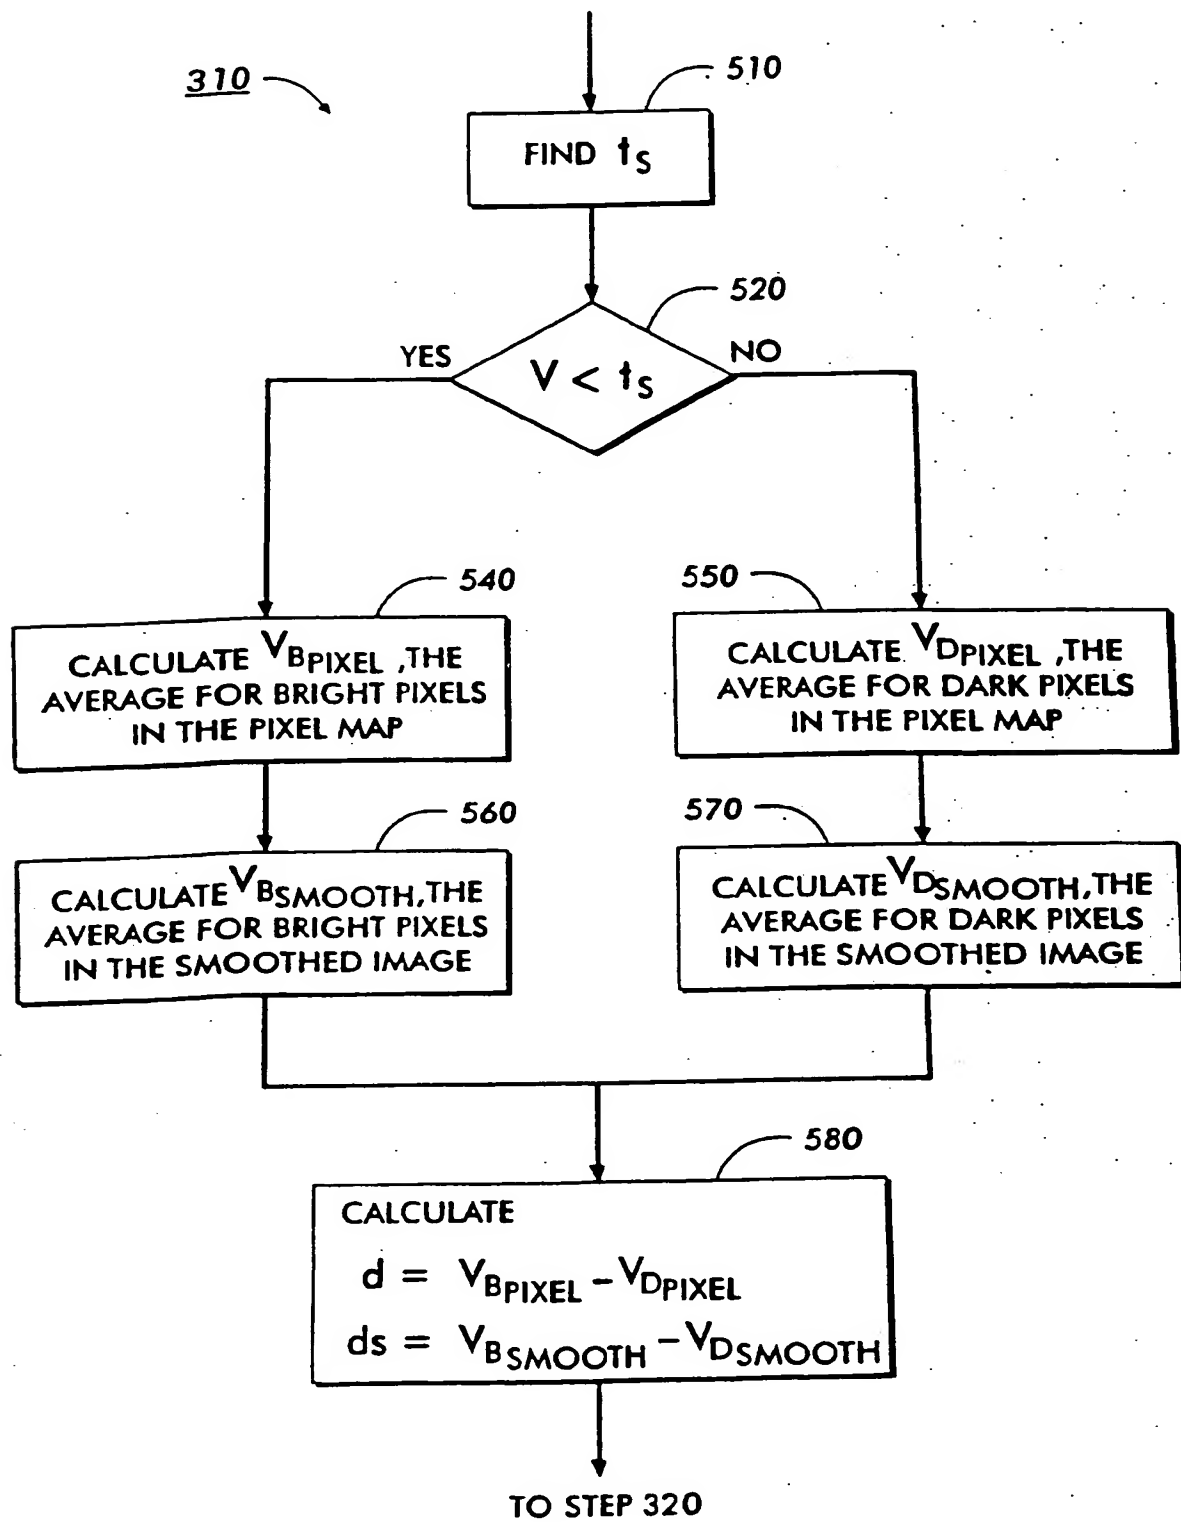 310
510
FIND tS
520
YES
V < tS
NO
540
CALCULATE VBPIXEL ,THE
AVERAGE FOR BRIGHT PIXELS
IN THE PIXEL MAP
550
CALCULATE VDPIXEL ,THE
AVERAGE FOR DARK PIXELS
IN THE PIXEL MAP
560
CALCULATE VBSMOOTH,THE
AVERAGE FOR BRIGHT PIXELS
IN THE SMOOTHED IMAGE
570
CALCULATE VDSMOOTH,THE
AVERAGE FOR DARK PIXELS
IN THE SMOOTHED IMAGE
580
CALCULATE
d = VBPIXEL – VDPIXEL
ds = VBSMOOTH – VDSMOOTH
TO STEP 320